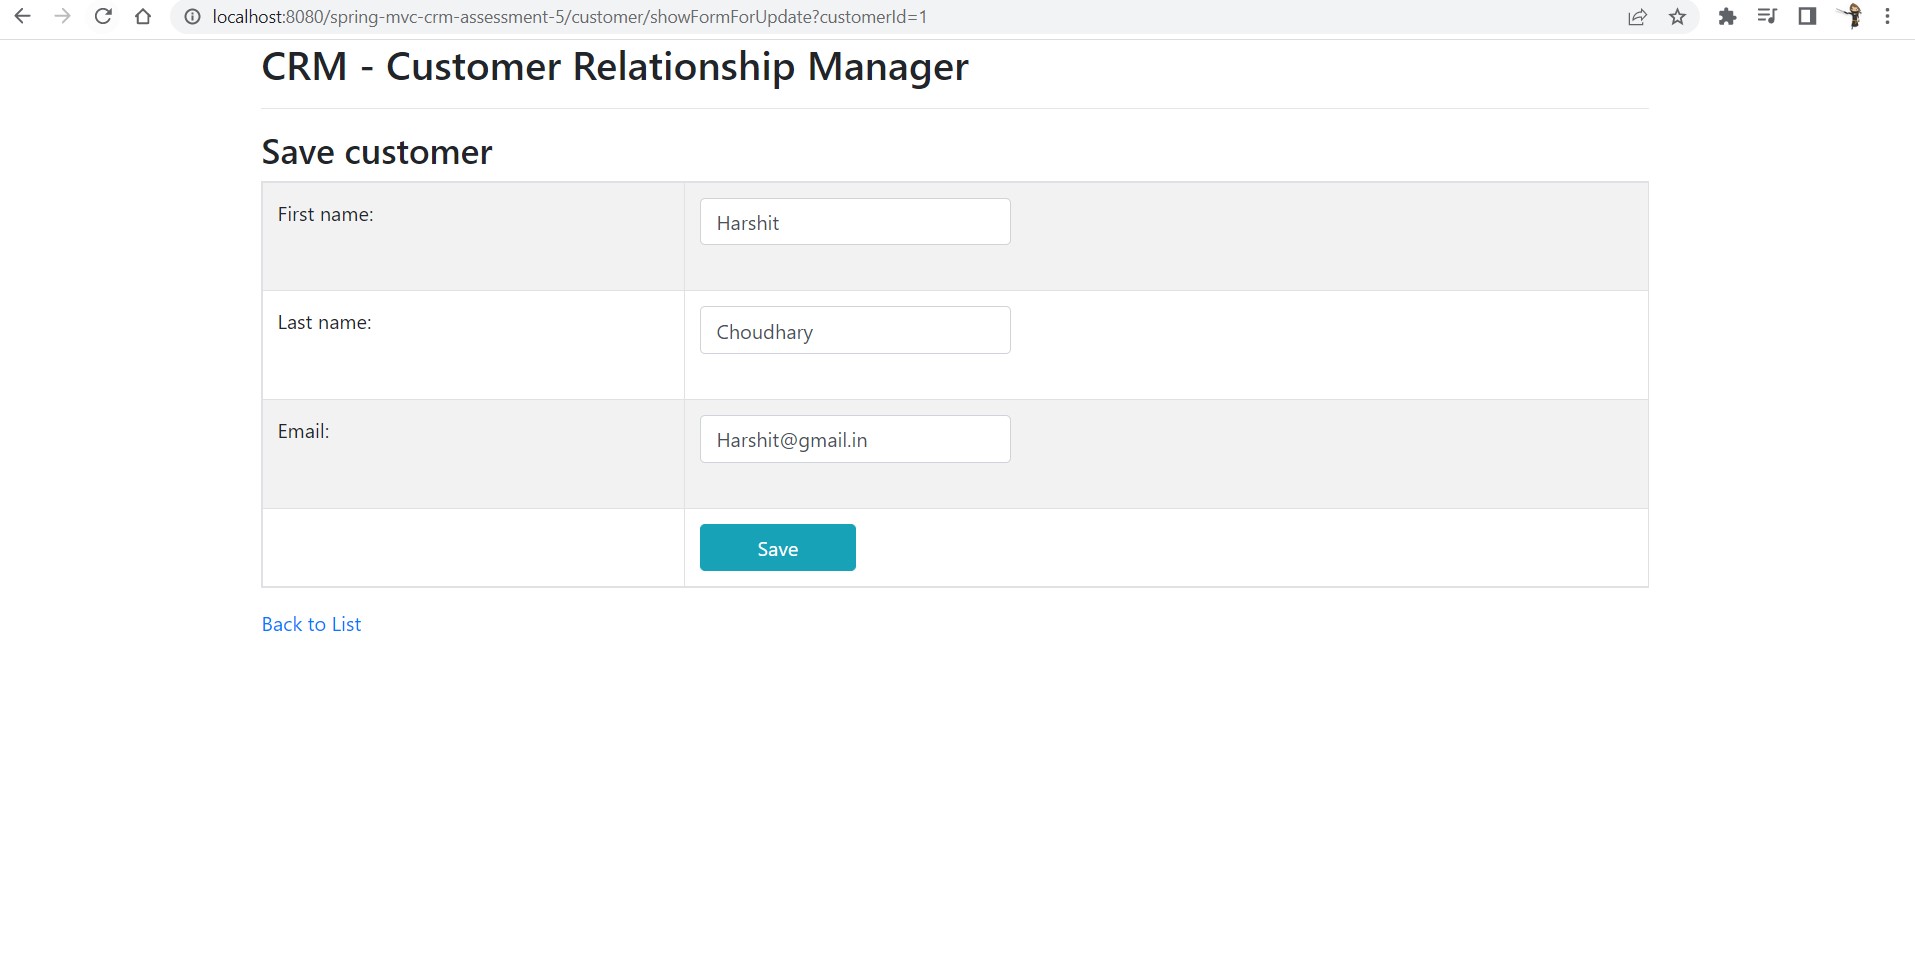 localhost:8080/spring-mvc-crm-assessment-5/customer/showFormForUpdate?customerId=1
CRM - Customer Relationship Manager
Save customer
First name:
Harshit
Last name:
Choudhary
Email:
Harshit@gmail.in
Save
Back to List